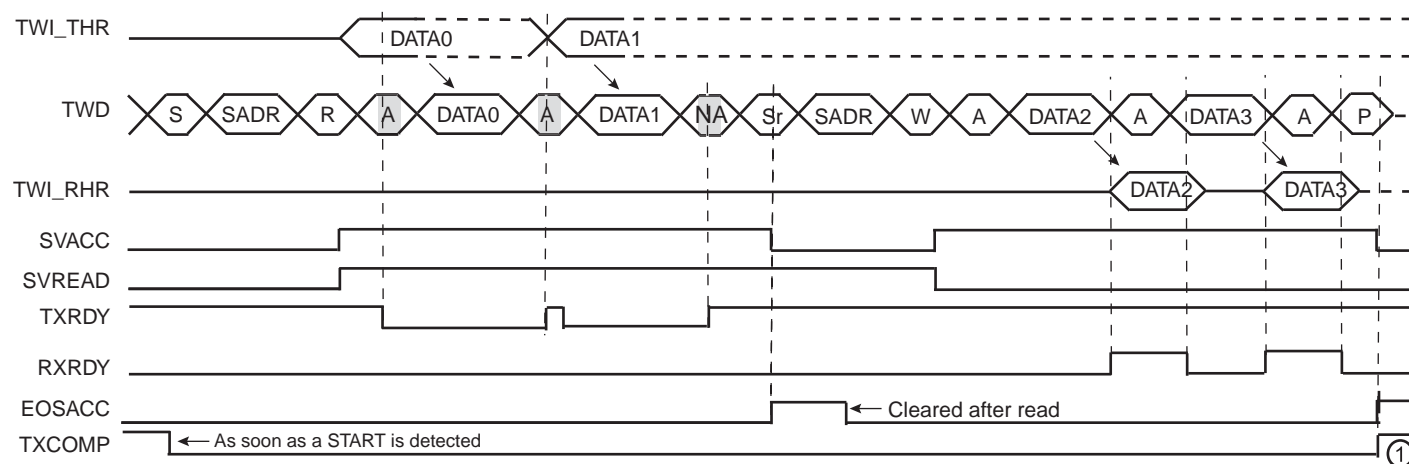 TWI_THR DATA0 DATA1
TWD S SADR R A DATA0 A DATA1 NA Sr SADR W A DATA2 A DATA3 A P
TWI_RHR DATA2 DATA3
SVACC
SVREAD
TXRDY
RXRDY
EOSACC Cleared after read
TXCOMP As soon as a START is detected 1